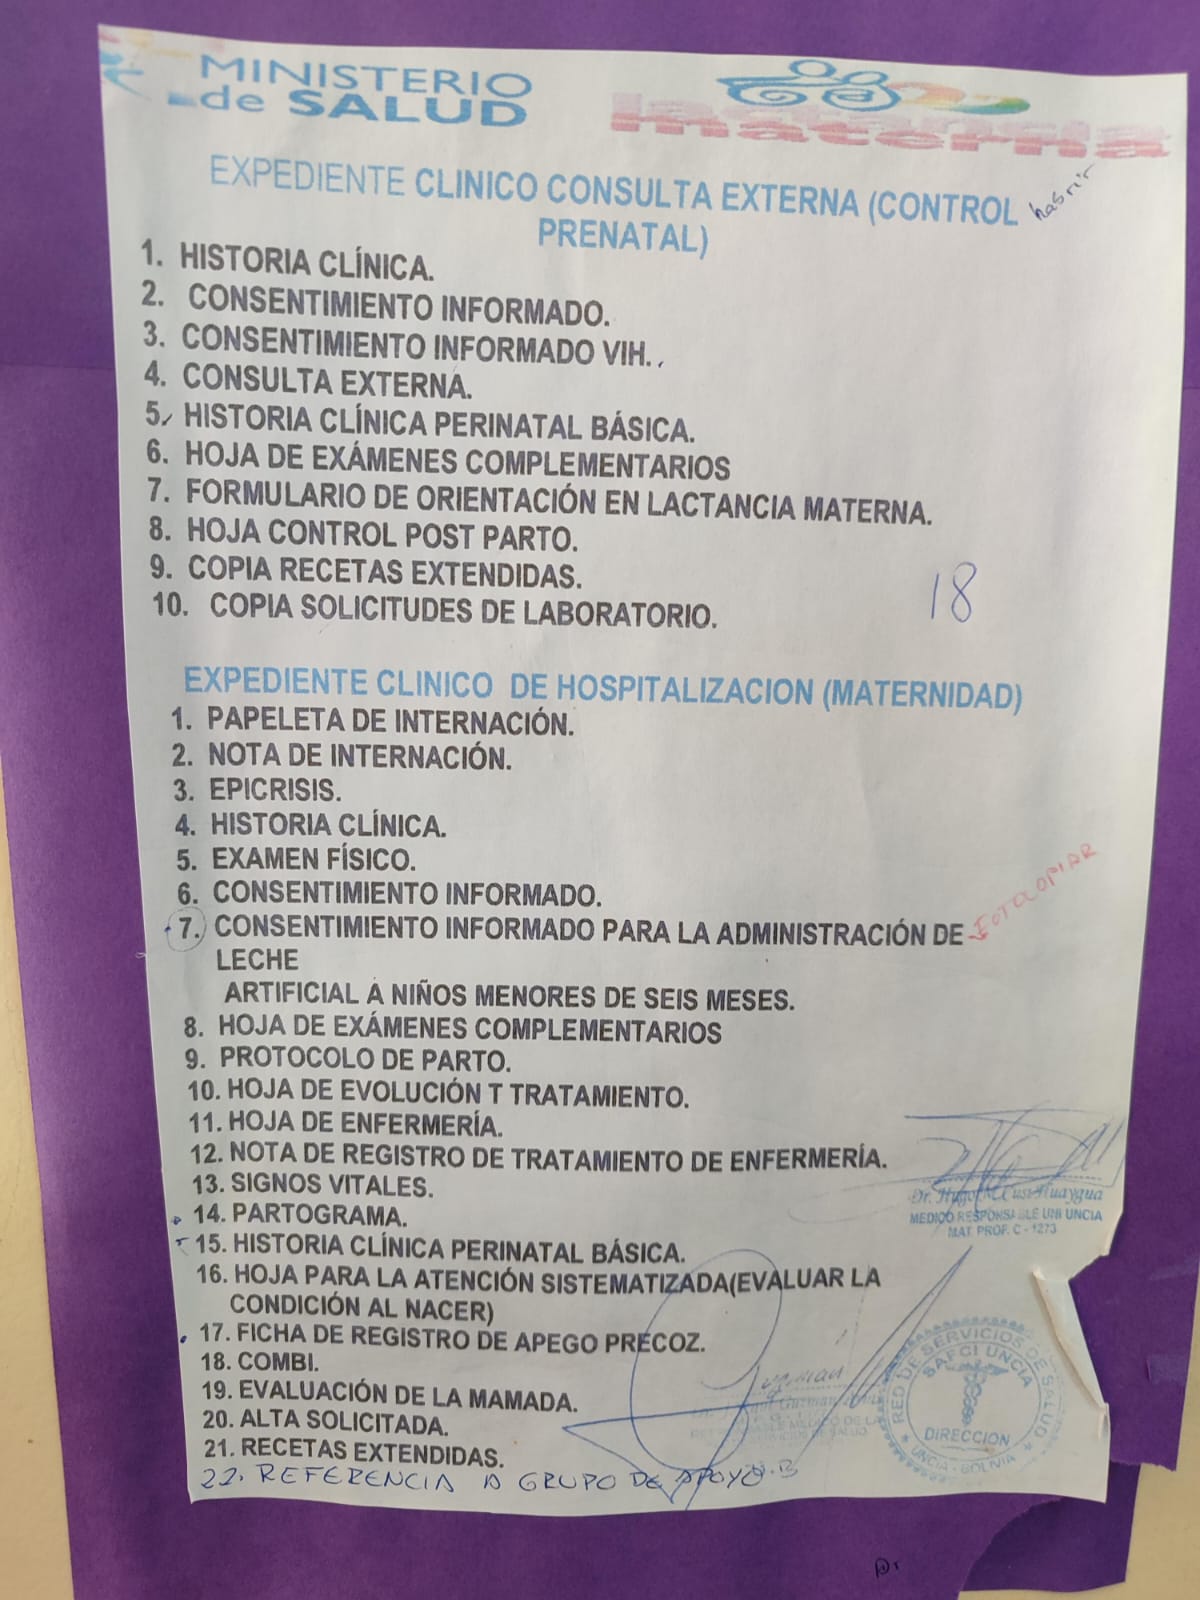 MINISTERIO
de SALUD
lactancia
materna
EXPEDIENTE CLINICO CONSULTA EXTERNA (CONTROL
PRENATAL)
1. HISTORIA CLÍNICA.
2. CONSENTIMIENTO INFORMADO.
3. CONSENTIMIENTO INFORMADO VIH.
4. CONSULTA EXTERNA.
5. HISTORIA CLÍNICA PERINATAL BÁSICA.
6. HOJA DE EXÁMENES COMPLEMENTARIOS
7. FORMULARIO DE ORIENTACIÓN EN LACTANCIA MATERNA.
8. HOJA CONTROL POST PARTO.
9. COPIA RECETAS EXTENDIDAS.
10. COPIA SOLICITUDES DE LABORATORIO.
18
EXPEDIENTE CLINICO DE HOSPITALIZACION (MATERNIDAD)
1. PAPELETA DE INTERNACIÓN.
2. NOTA DE INTERNACIÓN.
3. EPICRISIS.
4. HISTORIA CLÍNICA.
5. EXAMEN FÍSICO.
6. CONSENTIMIENTO INFORMADO.
7. CONSENTIMIENTO INFORMADO PARA LA ADMINISTRACIÓN DE FOTOCOPIAR
LECHE
ARTIFICIAL A NIÑOS MENORES DE SEIS MESES.
8. HOJA DE EXÁMENES COMPLEMENTARIOS
9. PROTOCOLO DE PARTO.
10. HOJA DE EVOLUCIÓN T TRATAMIENTO.
11. HOJA DE ENFERMERÍA.
12. NOTA DE REGISTRO DE TRATAMIENTO DE ENFERMERÍA.
13. SIGNOS VITALES.
14. PARTOGRAMA.
15. HISTORIA CLÍNICA PERINATAL BÁSICA.
16. HOJA PARA LA ATENCIÓN SISTEMATIZADA(EVALUAR LA
CONDICIÓN AL NACER)
17. FICHA DE REGISTRO DE APEGO PRECOZ.
18. COMBI.
19. EVALUACIÓN DE LA MAMADA.
20. ALTA SOLICITADA.
21. RECETAS EXTENDIDAS.
22. REFERENCIA A GRUPO DE APOYO
Dr. Hugo
MEDICO RESPONSABLE UNI UNCIA
MAT. PROF. C - 1273
Guzman
RED DE SERVICIOS DE SALUD
SAFCI UNCIA
DIRECCION
UNCIA - BOLIVIA